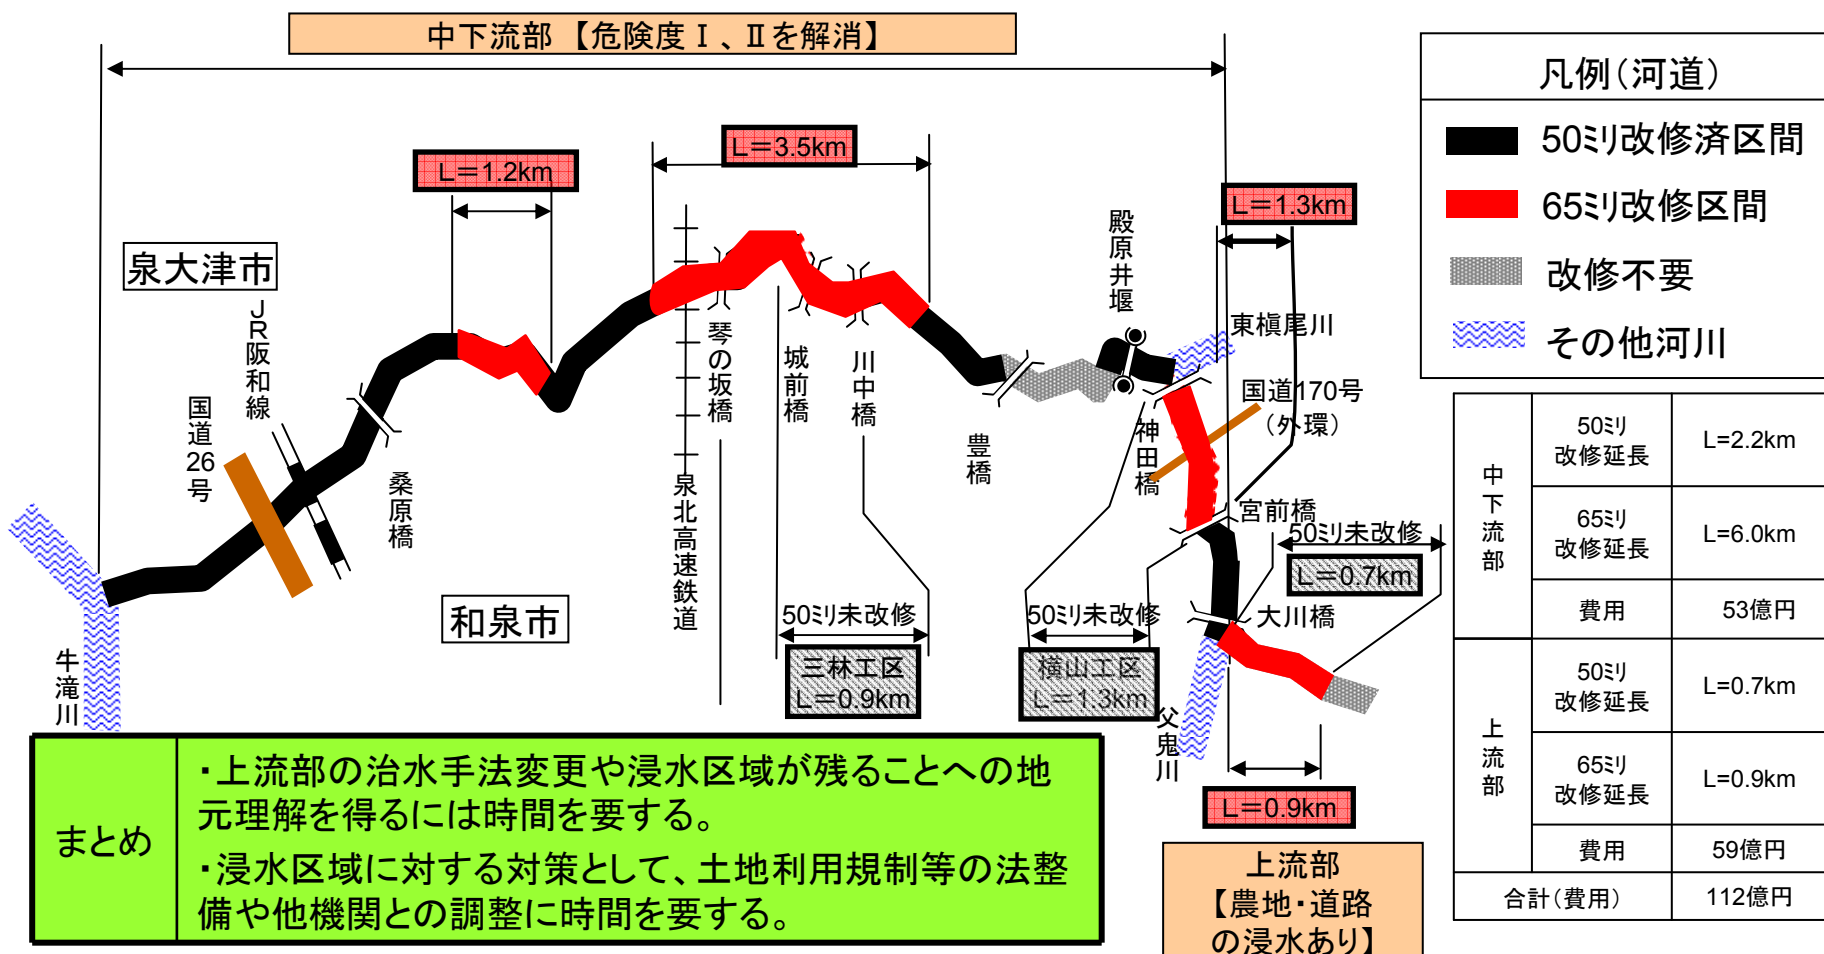 中下流部 【危険度Ⅰ、Ⅱを解消】
L=1.2km
L=3.5km
L=1.3km
泉大津市
JR阪和線
国道26号
桑原橋
琴の坂橋
城前橋
川中橋
豊橋
殿原井堰
東槇尾川
国道170号
（外環）
神田橋
宮前橋
50ミリ未改修
L=0.7km
大川橋
泉北高速鉄道
和泉市
牛滝川
50ミリ未改修
三林工区
L=0.9km
50ミリ未改修
横山工区
L=1.3km
父鬼川
L=0.9km
上流部
【農地・道路
の浸水あり】
凡例（河道）
50ミリ改修済区間
65ミリ改修区間
改修不要
その他河川
中下流部
50ミリ
改修延長
L=2.2km
65ミリ
改修延長
L=6.0km
費用
53億円
上流部
50ミリ
改修延長
L=0.7km
65ミリ
改修延長
L=0.9km
費用
59億円
合計（費用）
112億円
まとめ
・上流部の治水手法変更や浸水区域が残ることへの地
元理解を得るには時間を要する。
・浸水区域に対する対策として、土地利用規制等の法整
備や他機関との調整に時間を要する。